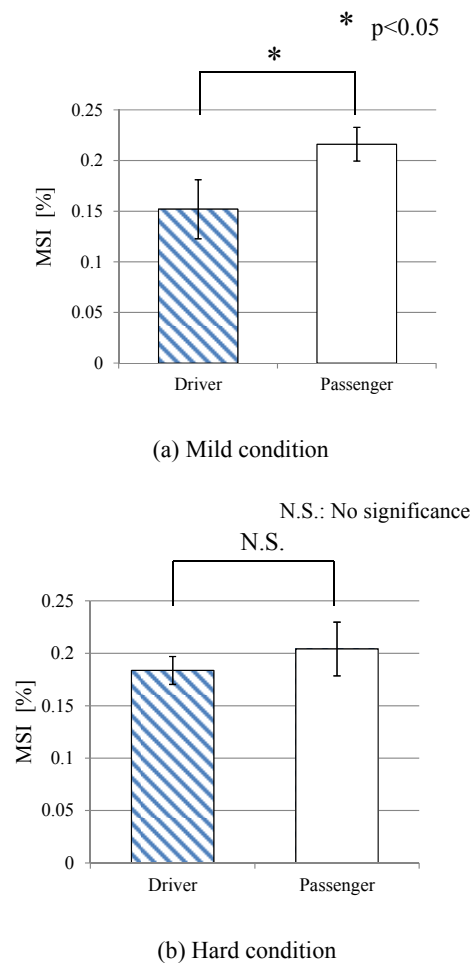 * p<0.05
*
0.25
0.2
0.15
0.1
0.05
0
MSI [%]
Driver Passenger
(a) Mild condition
N.S.: No significance
N.S.
0.25
0.2
0.15
0.1
0.05
0
MSI [%]
Driver Passenger
(b) Hard condition